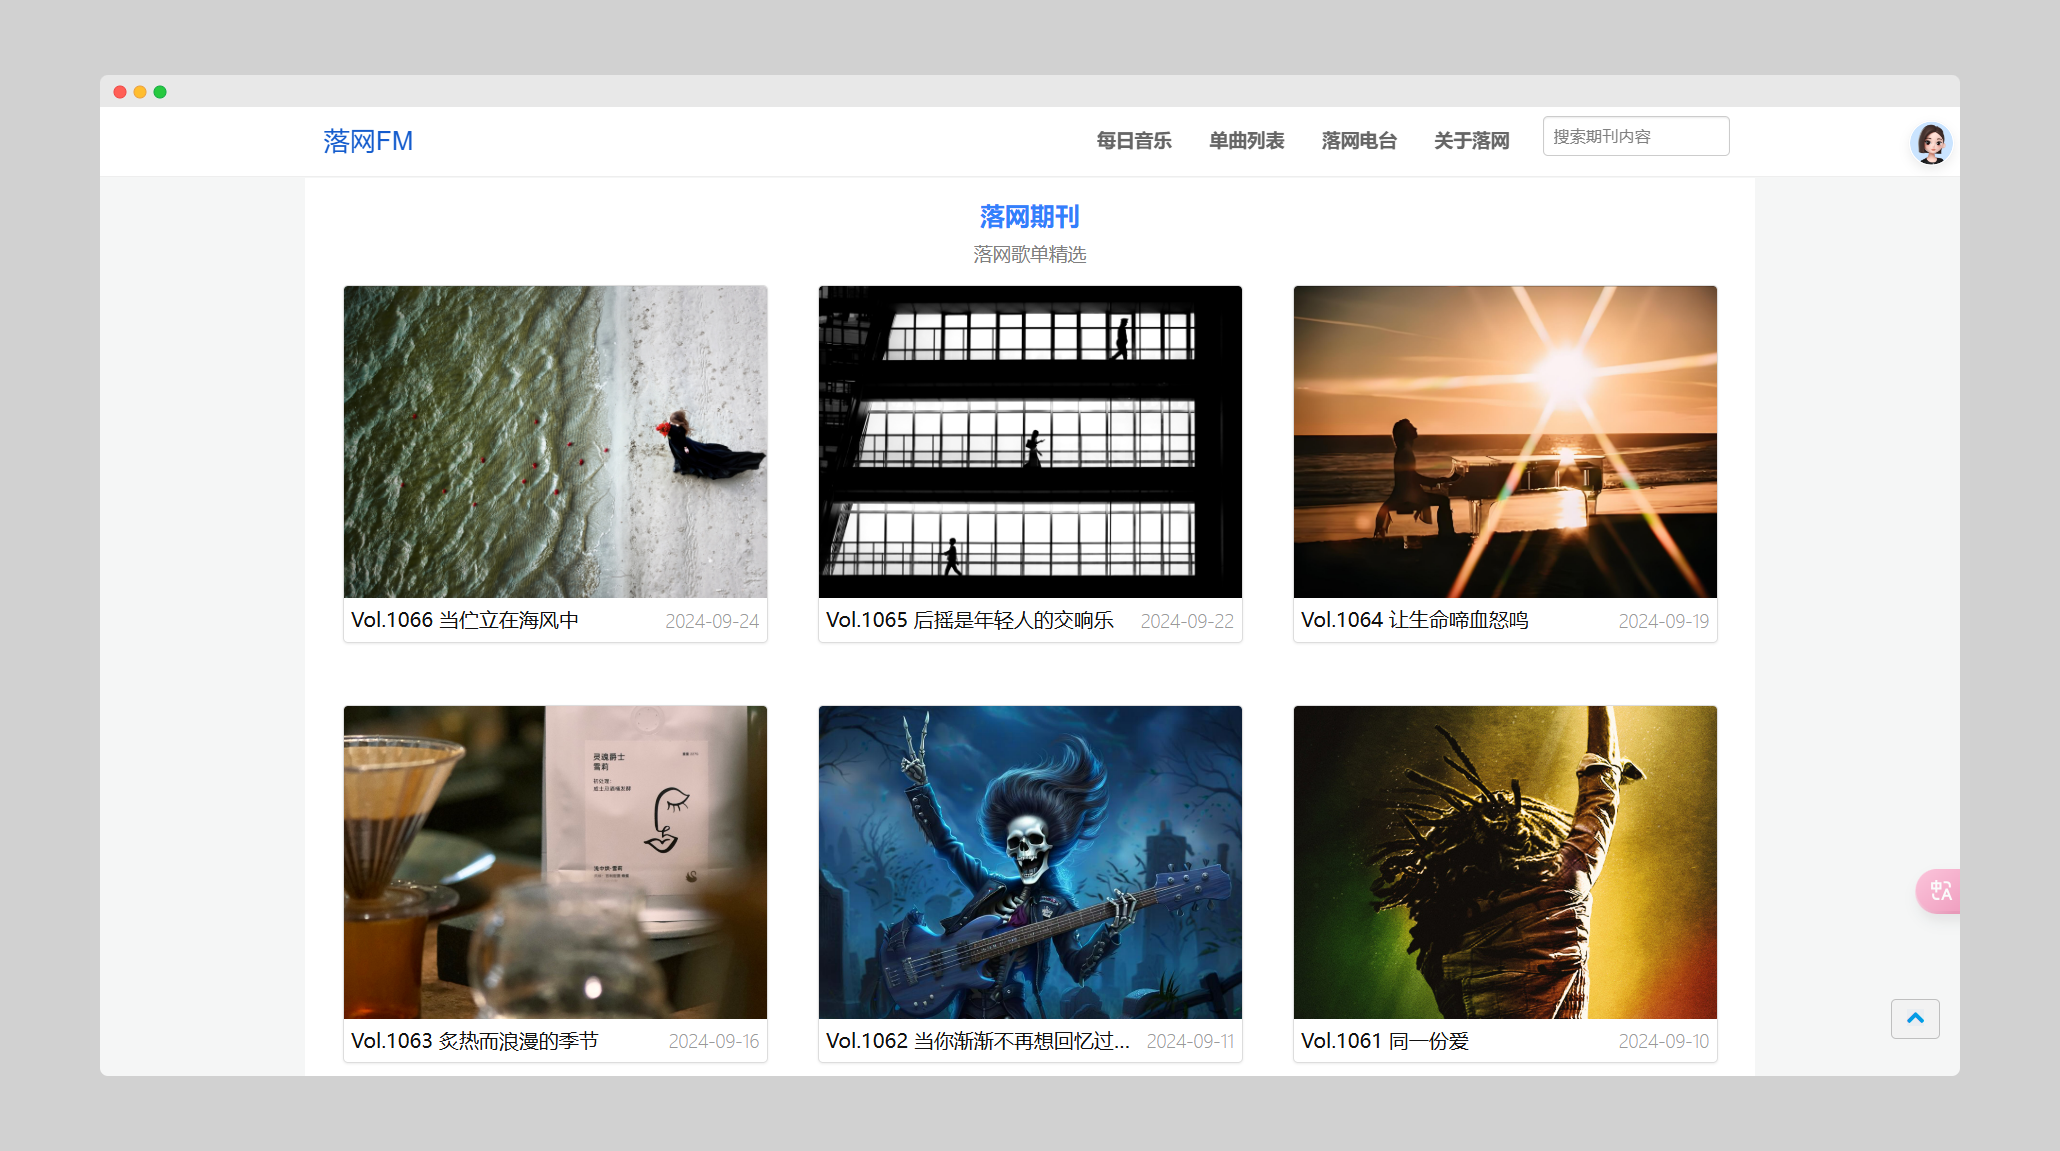 落网FM
每日音乐
单曲列表
落网电台
关于落网
搜索期刊内容
落网期刊
落网歌单精选
Vol.1066 当伫立在海风中
2024-09-24
Vol.1065 后摇是年轻人的交响乐
2024-09-22
Vol.1064 让生命啼血怒鸣
2024-09-19
灵魂爵士
雪莉
Vol.1063 炙热而浪漫的季节
2024-09-16
Vol.1062 当你渐渐不再想回忆过...
2024-09-11
Vol.1061 同一份爱
2024-09-10
中
A